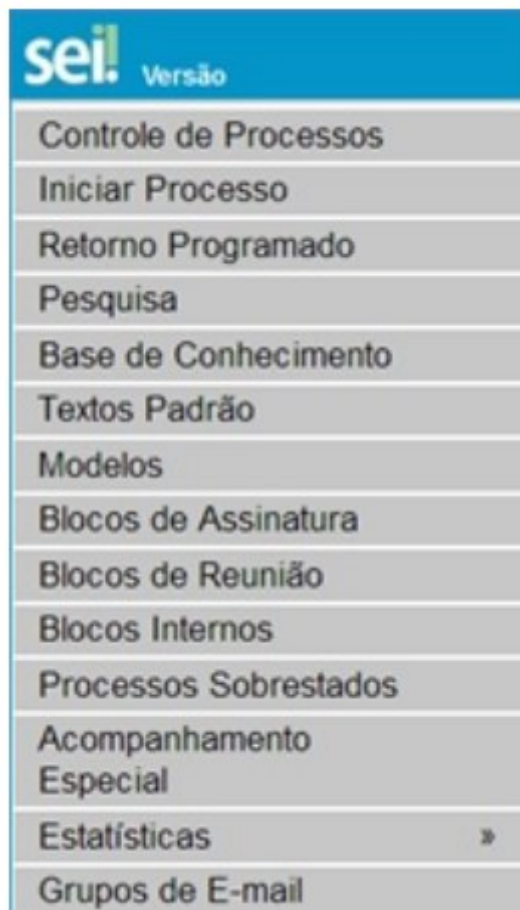 sei! Versão
Controle de Processos
Iniciar Processo
Retorno Programado
Pesquisa
Base de Conhecimento
Textos Padrão
Modelos
Blocos de Assinatura
Blocos de Reunião
Blocos Internos
Processos Sobrestados
Acompanhamento
Especial
Estatísticas »
Grupos de E-mail